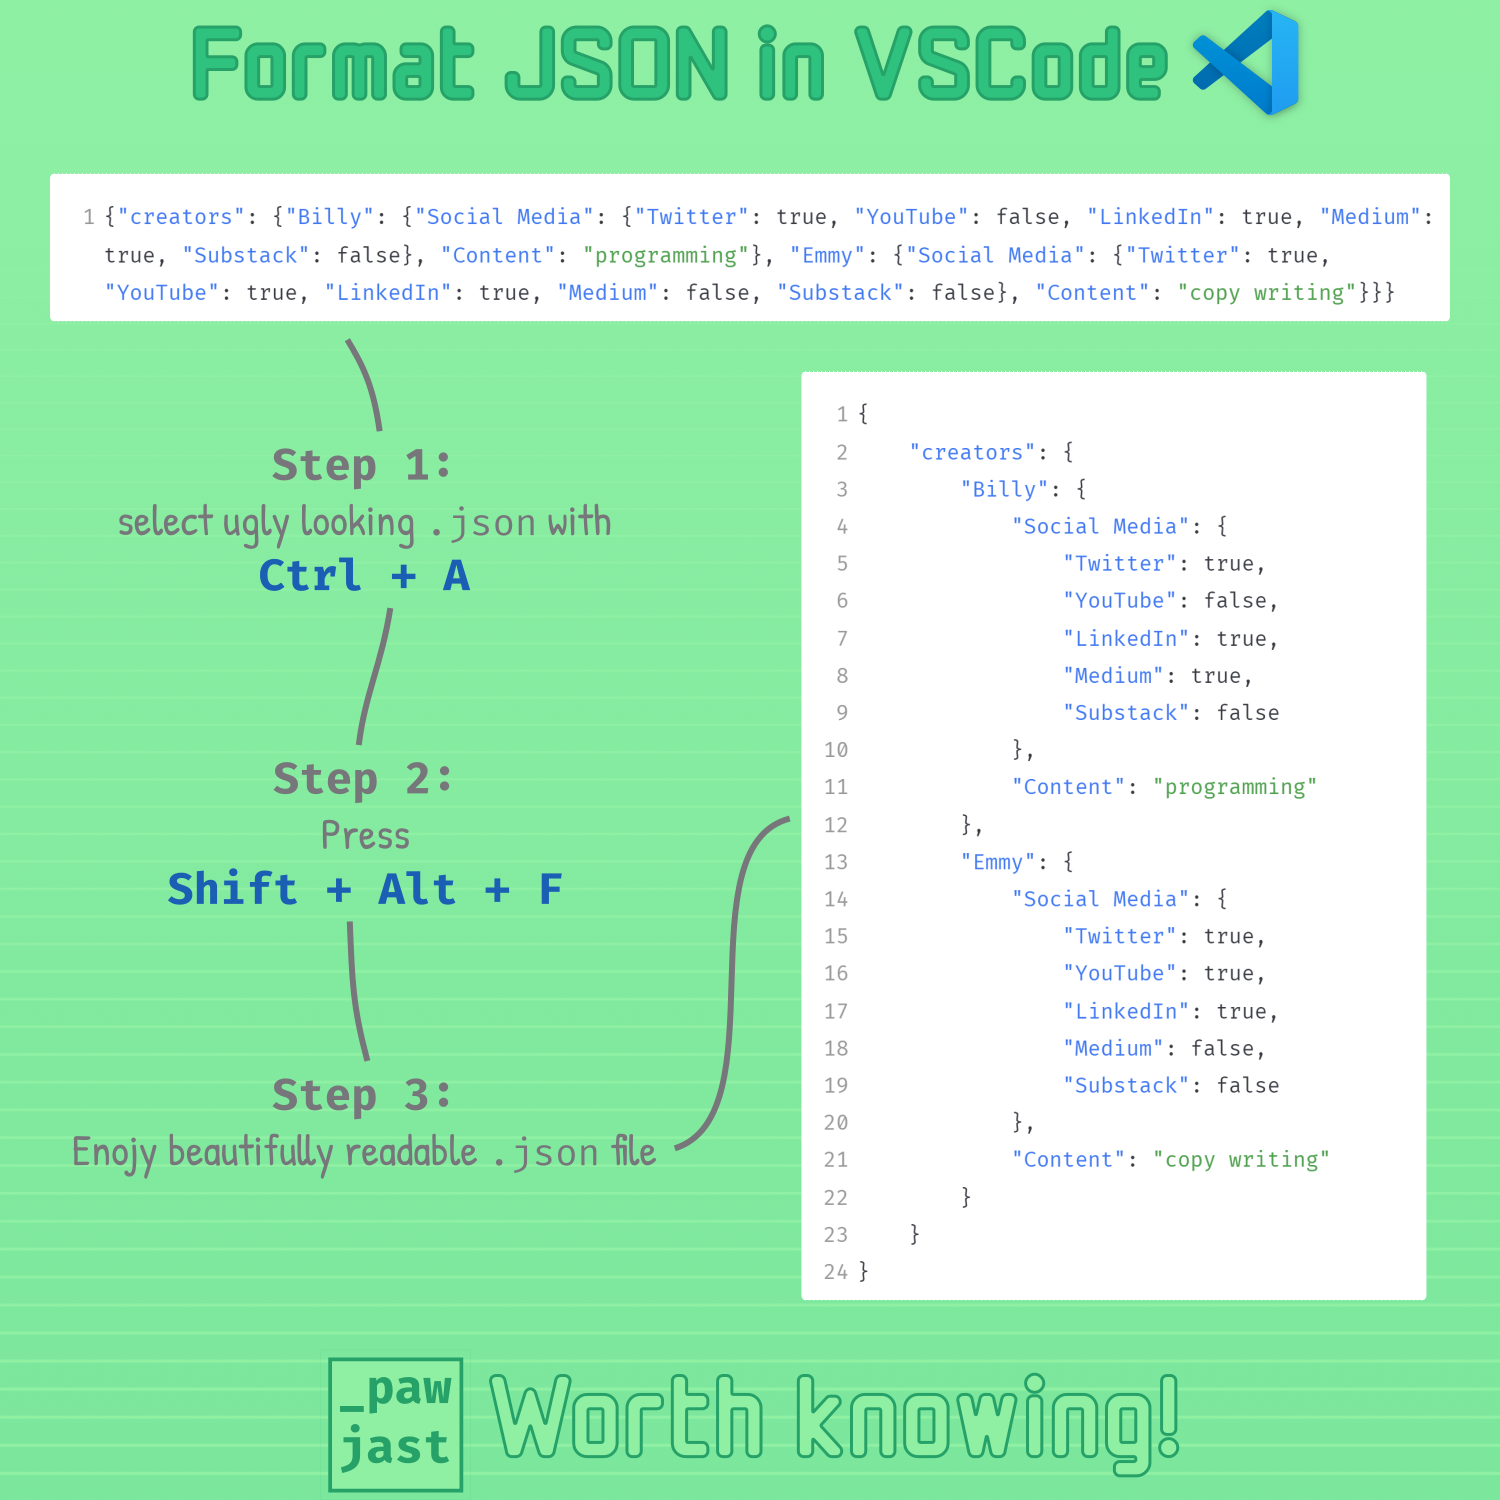 Format JSON in VSCode
1 {"creators": {"Billy": {"Social Media": {"Twitter": true, "YouTube": false, "LinkedIn": true, "Medium":
true, "Substack": false}, "Content": "programming"}, "Emmy": {"Social Media": {"Twitter": true,
"YouTube": true, "LinkedIn": true, "Medium": false, "Substack": false}, "Content": "copy writing"}}}
Step 1:
select ugly looking .json with
Ctrl + A
Step 2:
Press
Shift + Alt + F
Step 3:
Enojy beautifully readable .json file
1 {
2     "creators": {
3         "Billy": {
4             "Social Media": {
5                 "Twitter": true,
6                 "YouTube": false,
7                 "LinkedIn": true,
8                 "Medium": true,
9                 "Substack": false
10             },
11             "Content": "programming"
12         },
13         "Emmy": {
14             "Social Media": {
15                 "Twitter": true,
16                 "YouTube": true,
17                 "LinkedIn": true,
18                 "Medium": false,
19                 "Substack": false
20             },
21             "Content": "copy writing"
22         }
23     }
24 }
_paw
jast
Worth knowing!